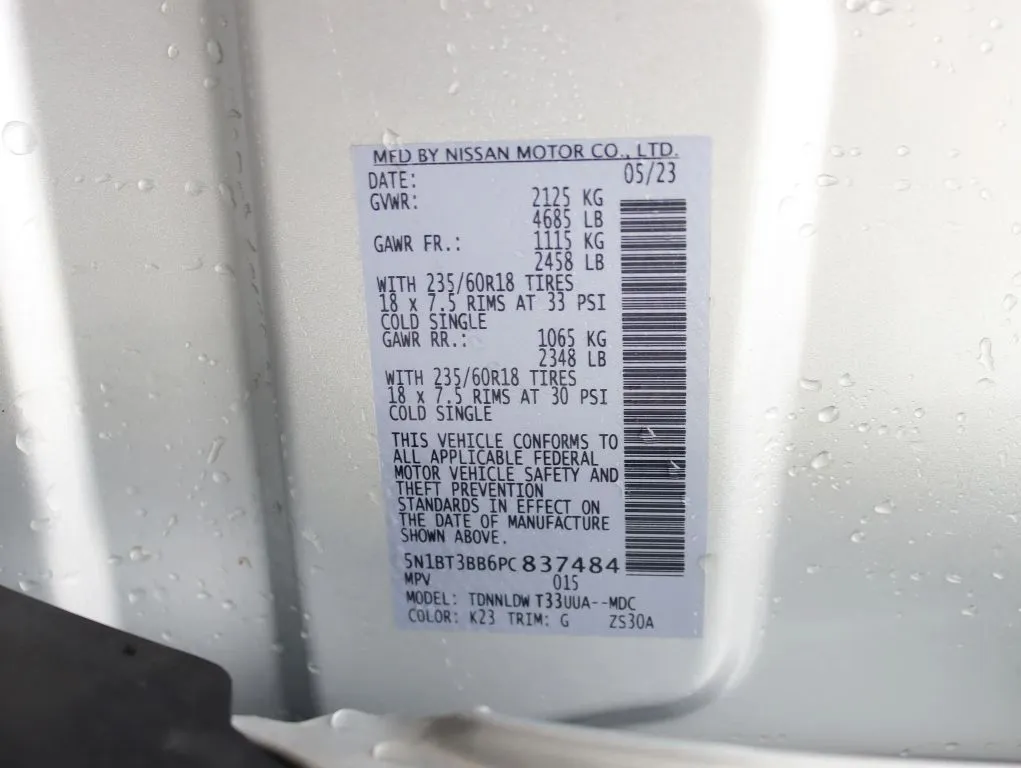 MFD BY NISSAN MOTOR CO., LTD.
DATE: 05/23
GVWR: 2125 KG
4685 LB
GAWR FR.: 1115 KG
2458 LB
WITH 235/60R18 TIRES
18 x 7.5 RIMS AT 33 PSI
COLD SINGLE
GAWR RR.: 1065 KG
2348 LB
WITH 235/60R18 TIRES
18 x 7.5 RIMS AT 30 PSI
COLD SINGLE
THIS VEHICLE CONFORMS TO
ALL APPLICABLE FEDERAL
MOTOR VEHICLE SAFETY AND
THEFT PREVENTION
STANDARDS IN EFFECT ON
THE DATE OF MANUFACTURE
SHOWN ABOVE.
5N1BT3BB6PC 837484
MPV 015
MODEL: TDNNLDW T33UUA--MDC
COLOR: K23 TRIM: G ZS30A